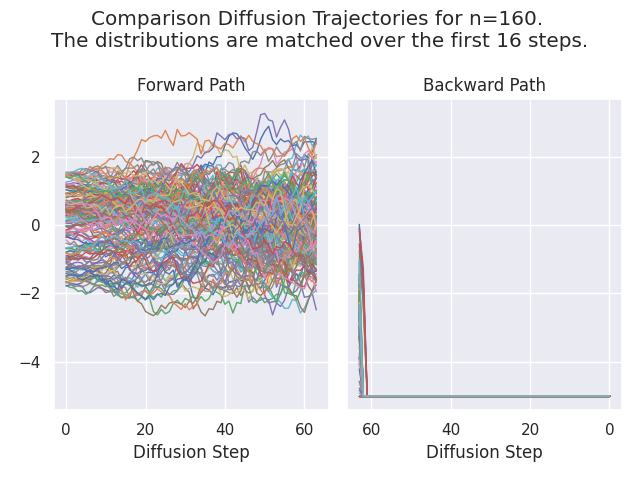 Comparison Diffusion Trajectories for n=160.
The distributions are matched over the first 16 steps.
Forward Path
Backward Path
2
0
−2
−4
0 20 40 60
60 40 20 0
Diffusion Step
Diffusion Step